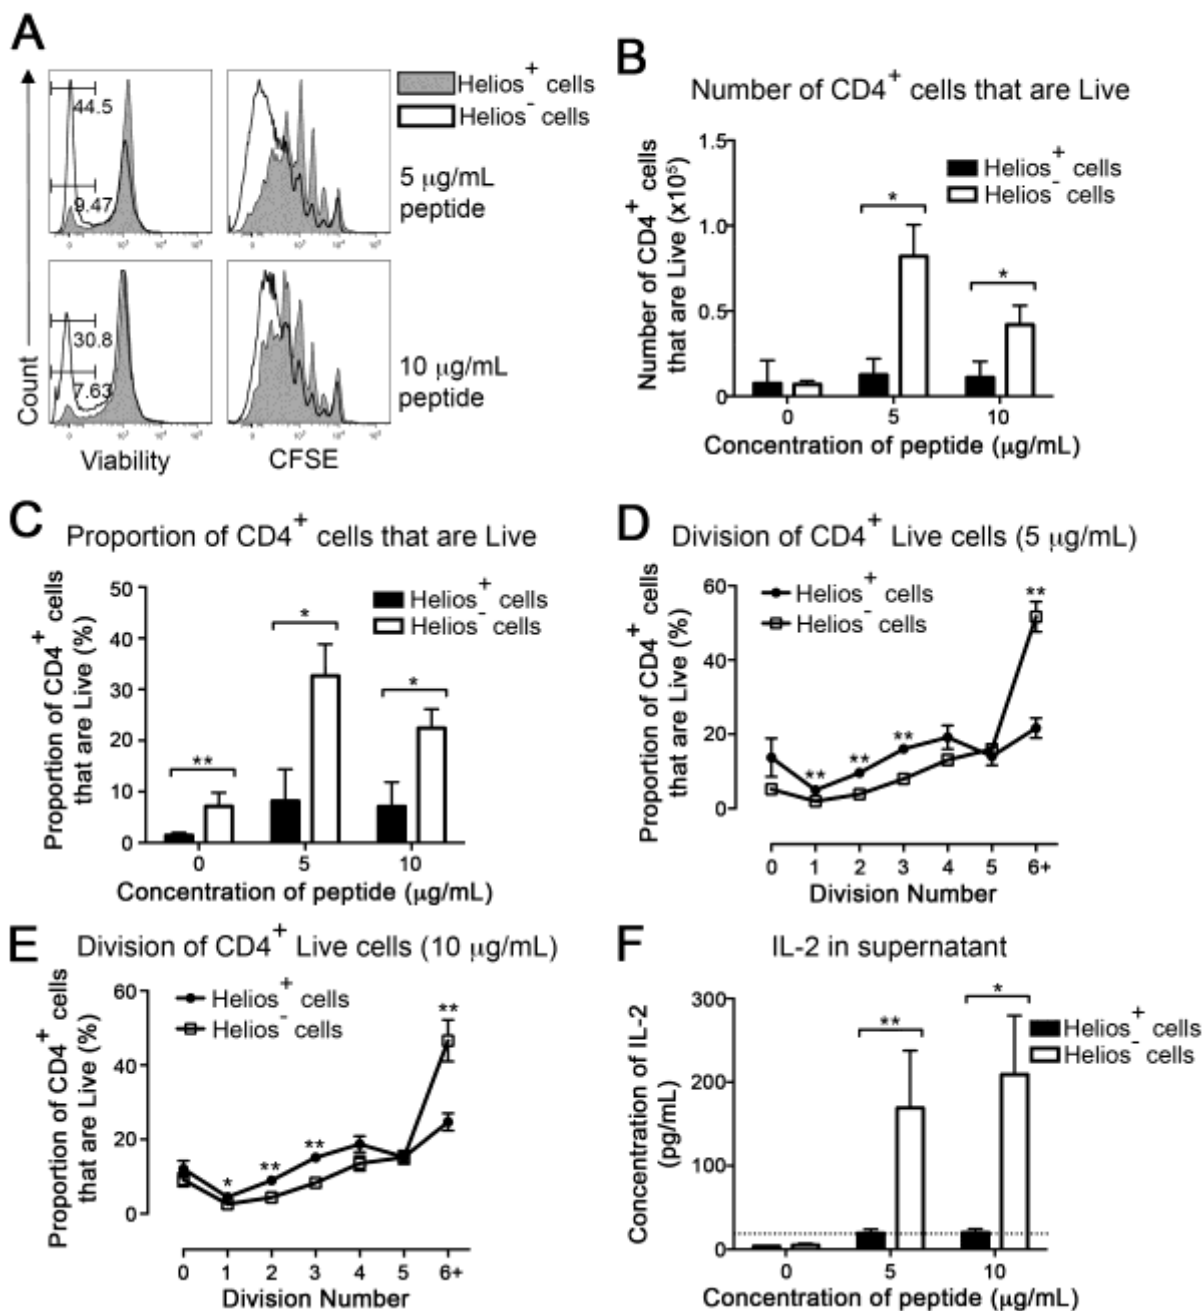 A
Helios+ cells
Helios- cells
44.5
9.47
5 μg/mL
peptide
30.8
7.63
10 μg/mL
peptide
Count
Viability
CFSE
B
Number of CD4+ cells that are Live
Number of CD4+ cells
that are Live (x10⁵)
1.5
1.0
0.5
0
Helios+ cells
Helios- cells
*
*
0 5 10
Concentration of peptide (μg/mL)
C
Proportion of CD4+ cells that are Live
Proportion of CD4+ cells
that are Live (%)
50
40
30
20
10
0
Helios+ cells
Helios- cells
**
*
*
0 5 10
Concentration of peptide (μg/mL)
D
Division of CD4+ Live cells (5 μg/mL)
Proportion of CD4+ cells
that are Live (%)
60
40
20
0
Helios+ cells
Helios- cells
** ** ** **
0 1 2 3 4 5 6+
Division Number
E
Division of CD4+ Live cells (10 μg/mL)
Proportion of CD4+ cells
that are Live (%)
60
40
20
0
Helios+ cells
Helios- cells
* ** ** **
0 1 2 3 4 5 6+
Division Number
F
IL-2 in supernatant
Concentration of IL-2
(pg/mL)
300
200
100
0
Helios+ cells
Helios- cells
**
*
0 5 10
Concentration of peptide (μg/mL)